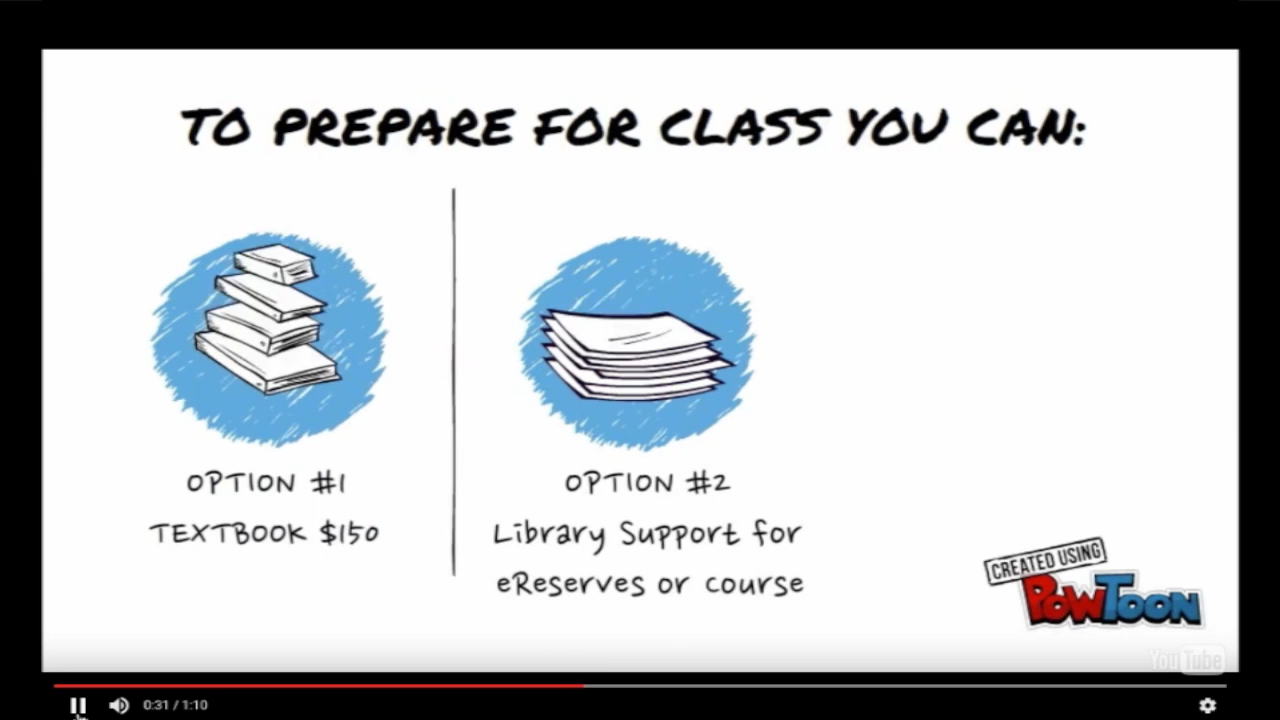 TO PREPARE FOR CLASS YOU CAN:
OPTION #1
TEXTBOOK $150
OPTION #2
Library Support for
eReserves or course
CREATED USING
POWTOON
YouTube
0:31 / 1:10